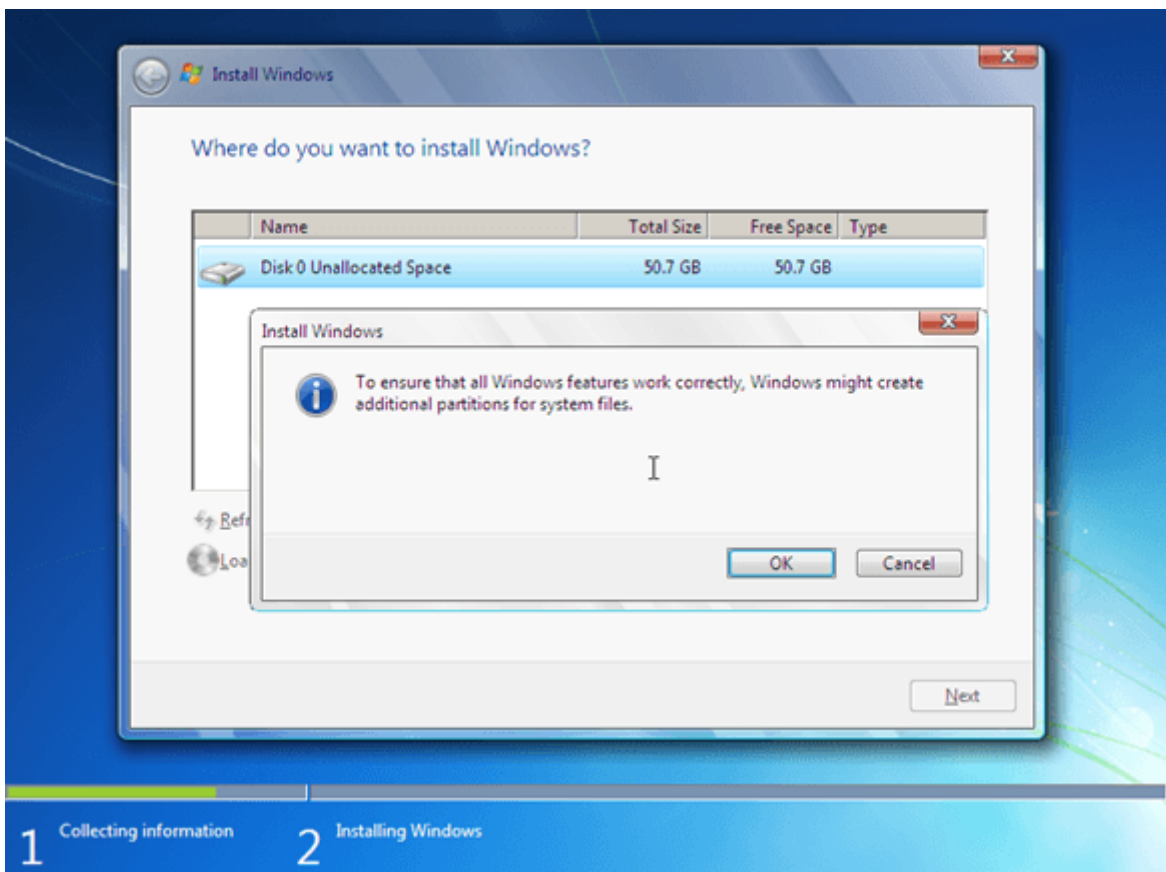 Install Windows
Where do you want to install Windows?
Name Total Size Free Space Type
Disk 0 Unallocated Space 50.7 GB 50.7 GB
Install Windows
To ensure that all Windows features work correctly, Windows might create
additional partitions for system files.
OK Cancel
Next
1 Collecting information 2 Installing Windows